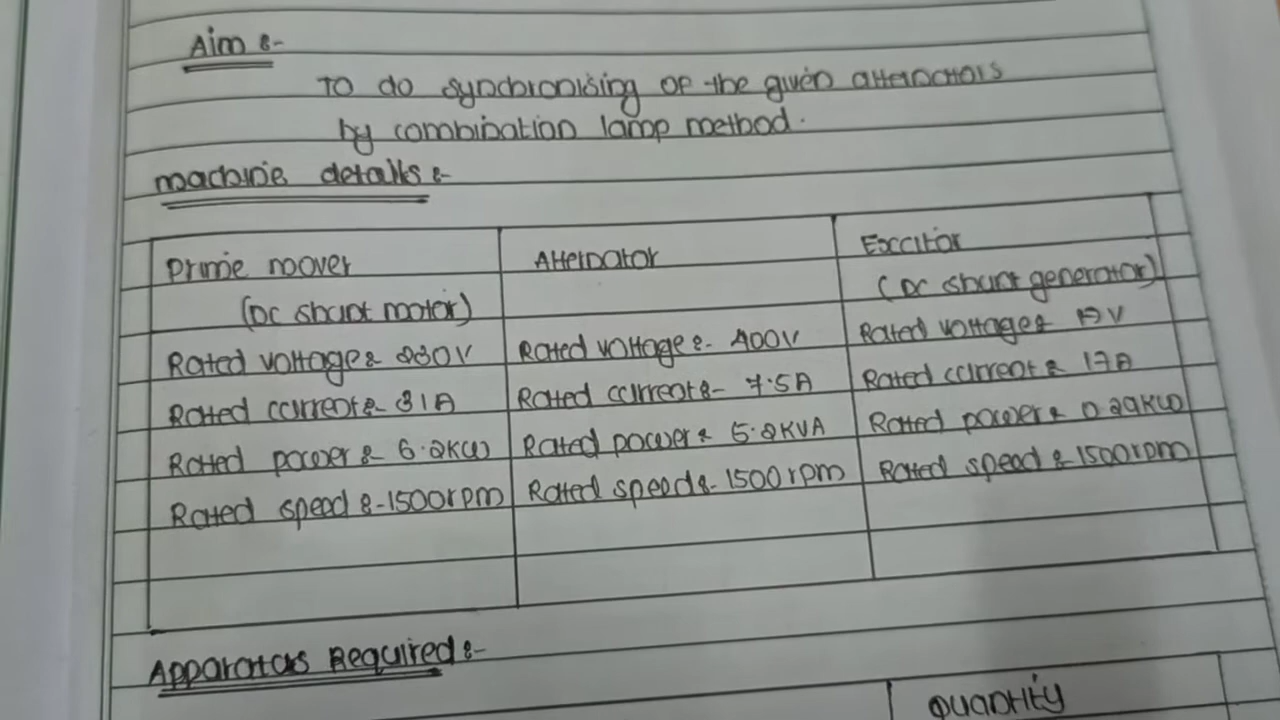 Aim :-
To do synchronising of the given alternators
by combination lamp method.
machine details :-
Prime mover
(DC shunt motor)
Rated voltage: 230V
Rated current:- 31A
Rated power:- 6.2KW
Rated speed :-1500rpm
Alternator
Rated voltage :- 400V
Rated current:- 7.5A
Rated power: 5.2KVA
Rated speed:- 1500rpm
Excitor
(DC shunt generator)
Rated voltage: V
Rated current: 17A
Rated power: 0.29KW
Rated speed : 1500rpm
Apparatus Required :-
Quantity